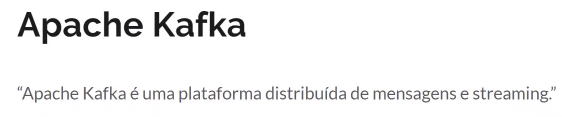 Apache Kafka
“Apache Kafka é uma plataforma distribuída de mensagens e streaming.”